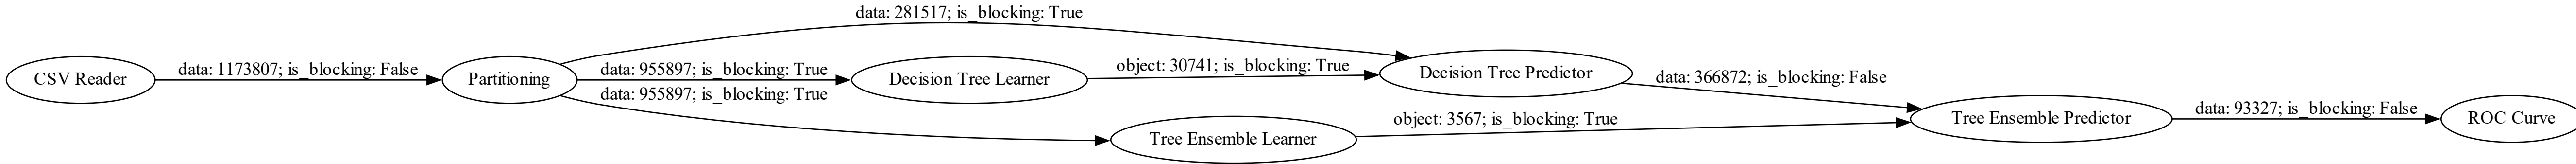 data: 281517; is_blocking: True
CSV Reader
data: 1173807; is_blocking: False
Partitioning
data: 955897; is_blocking: True
Decision Tree Learner
object: 30741; is_blocking: True
Decision Tree Predictor
data: 366872; is_blocking: False
data: 955897; is_blocking: True
Tree Ensemble Learner
object: 3567; is_blocking: True
Tree Ensemble Predictor
data: 93327; is_blocking: False
ROC Curve